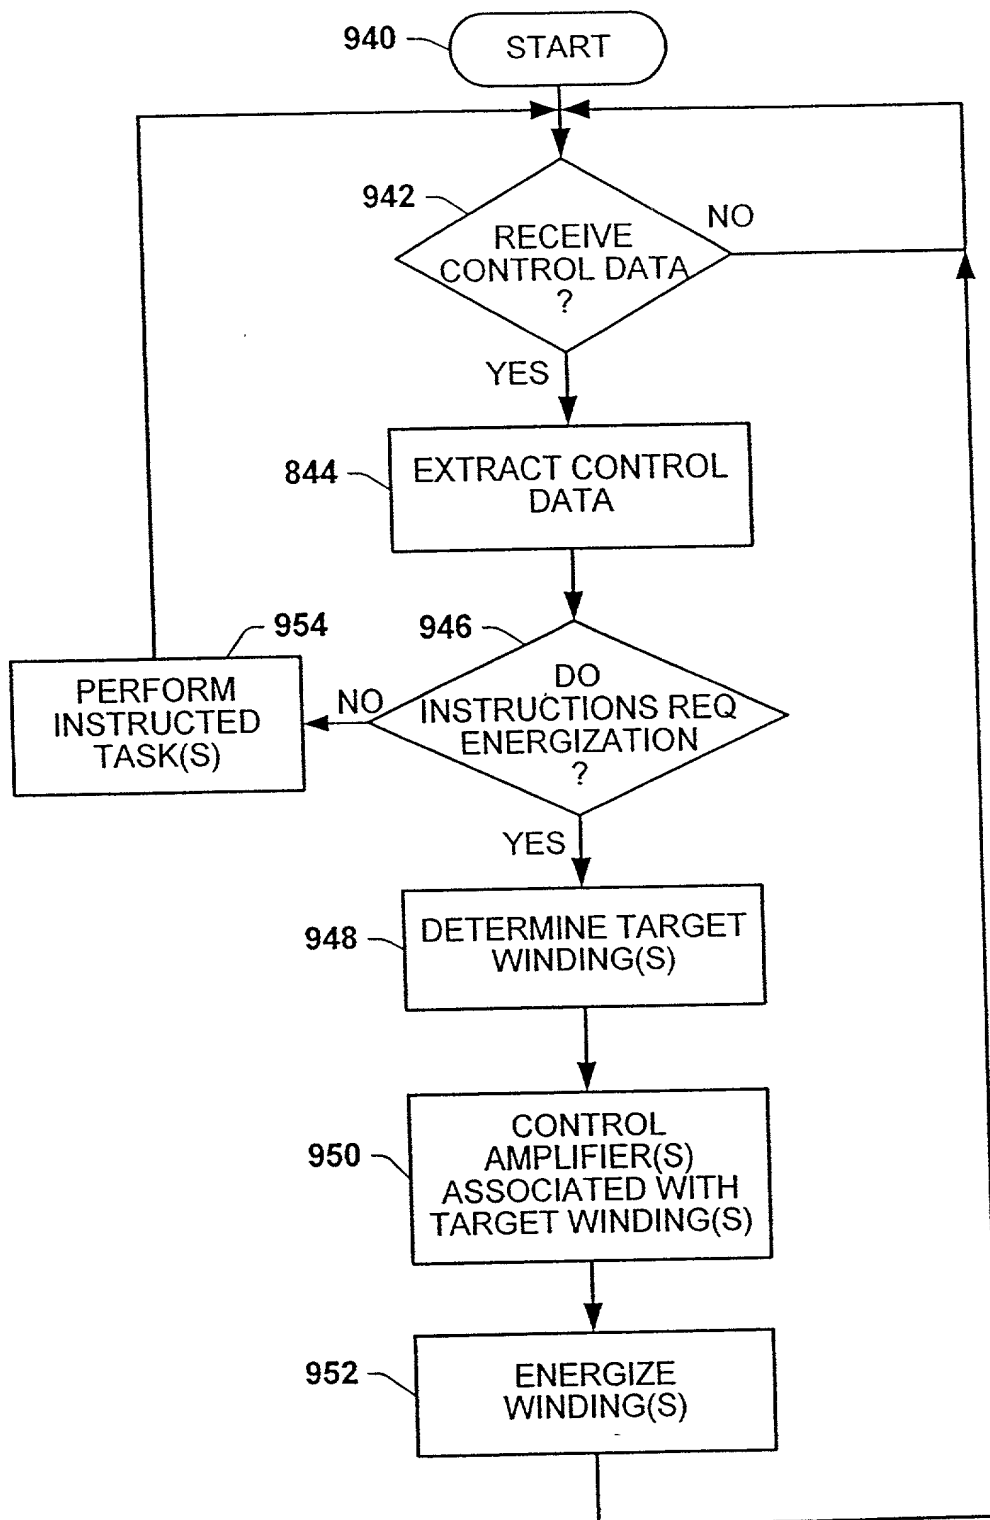 940
START
942
RECEIVE
CONTROL DATA
?
NO
YES
844
EXTRACT CONTROL
DATA
946
DO
INSTRUCTIONS REQ
ENERGIZATION
?
NO
954
PERFORM
INSTRUCTED
TASK(S)
YES
948
DETERMINE TARGET
WINDING(S)
950
CONTROL
AMPLIFIER(S)
ASSOCIATED WITH
TARGET WINDING(S)
952
ENERGIZE
WINDING(S)